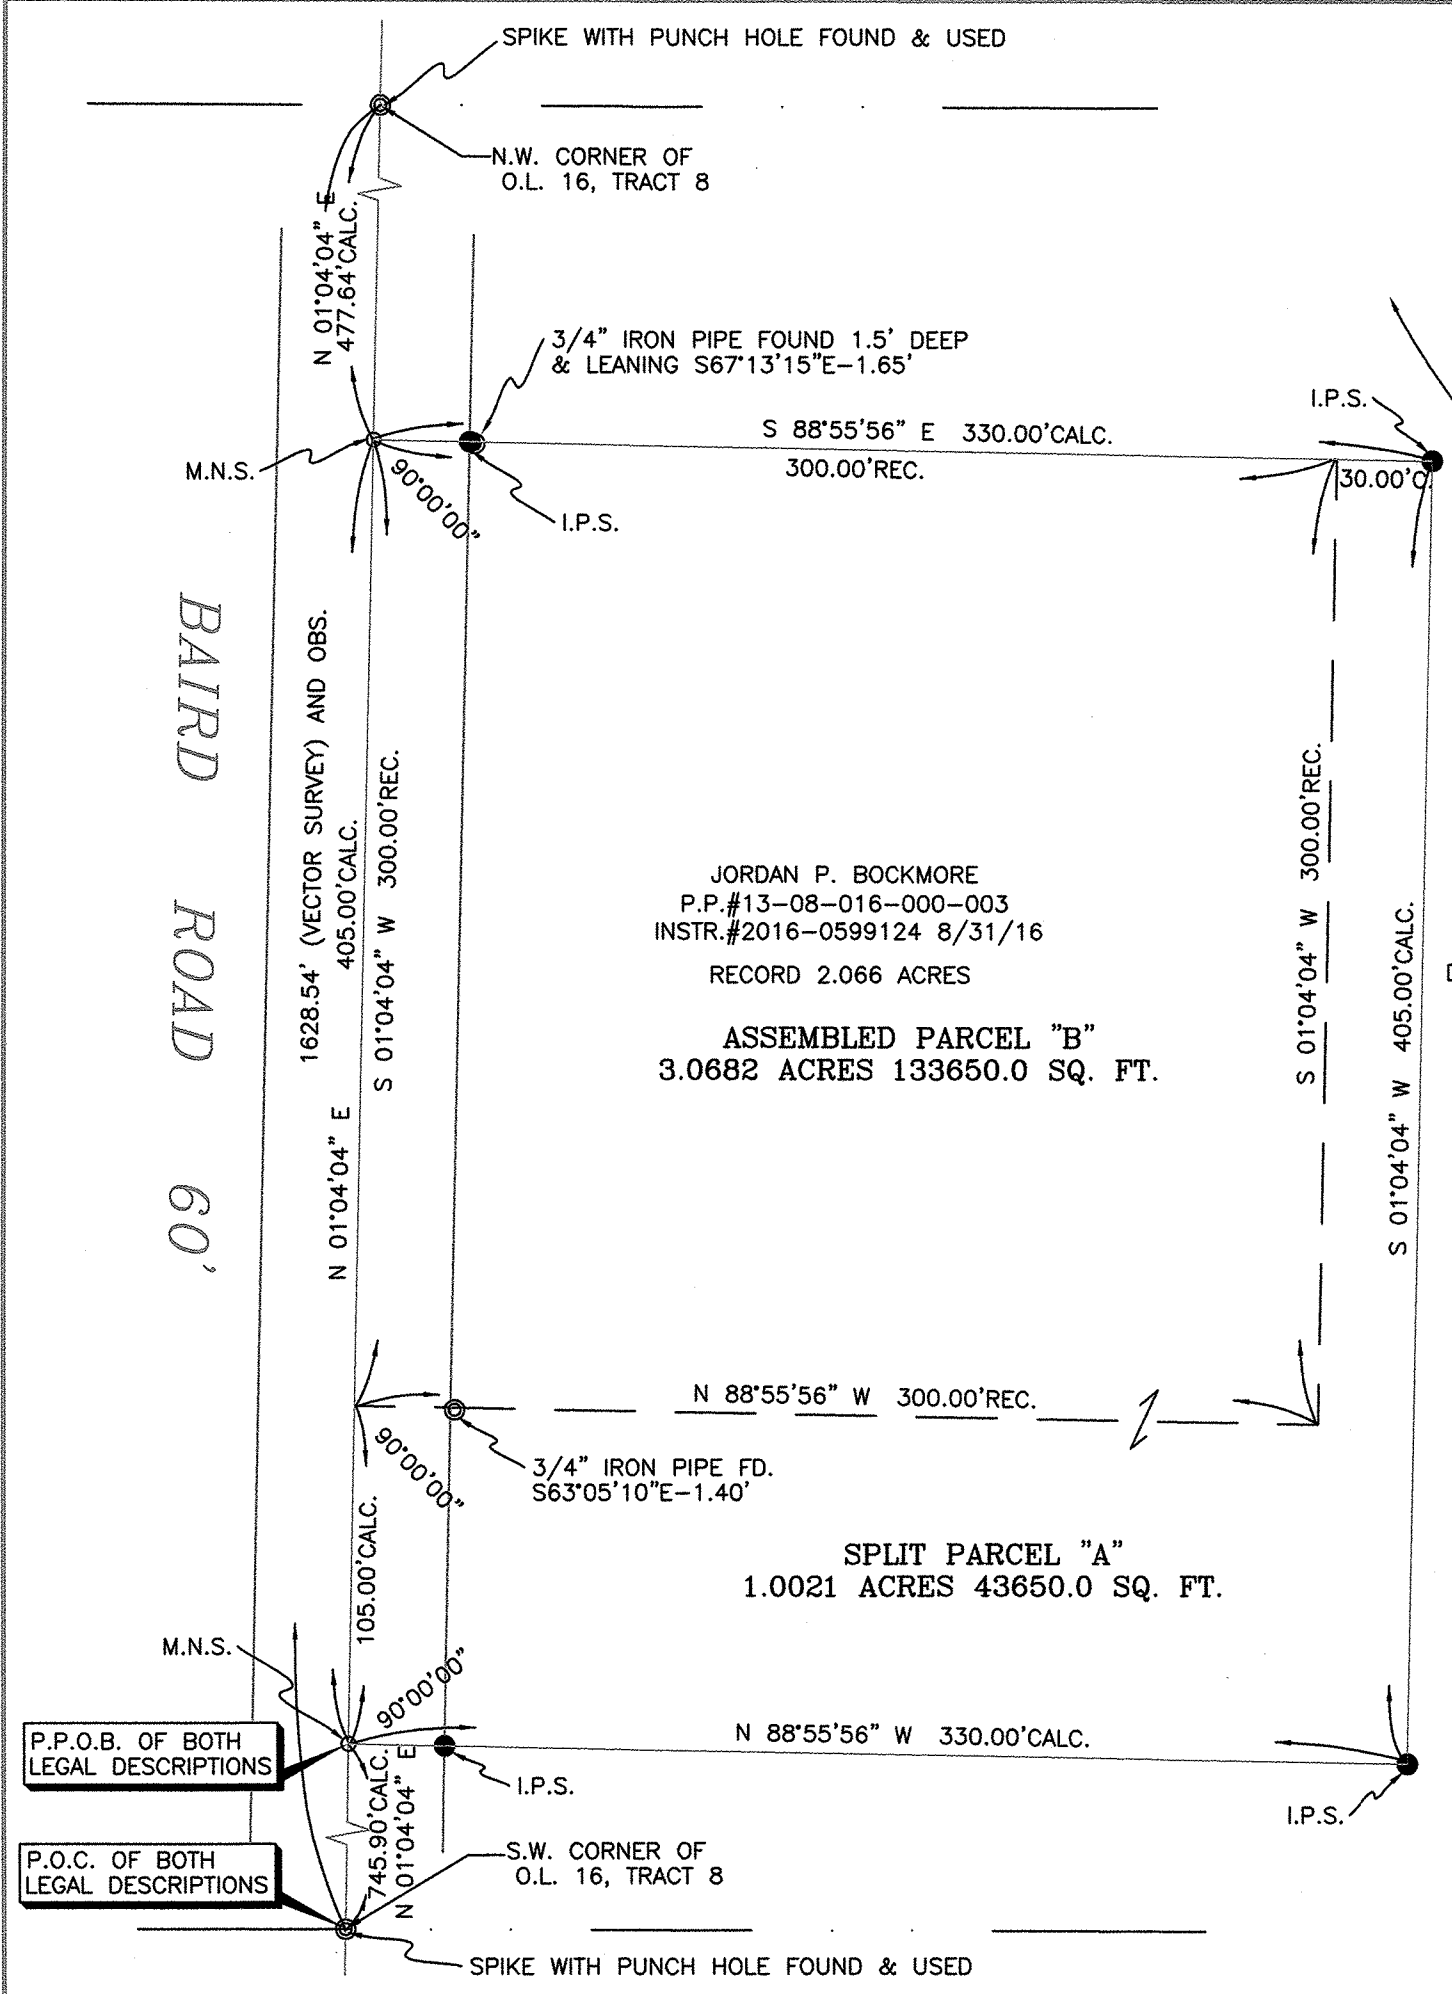 SPIKE WITH PUNCH HOLE FOUND & USED
N.W. CORNER OF
O.L. 16, TRACT 8
N 01°04'04" E
477.64'CALC.
3/4" IRON PIPE FOUND 1.5' DEEP
& LEANING S67°13'15"E-1.65'
I.P.S.
S 88°55'56" E 330.00'CALC.
300.00'REC.
30.00'C.
M.N.S.
90°00'00"
I.P.S.
BAIRD ROAD 60'
1628.54' (VECTOR SURVEY) AND OBS.
N 01°04'04" E 405.00'CALC.
S 01°04'04" W 300.00'REC.
JORDAN P. BOCKMORE
P.P.#13-08-016-000-003
INSTR.#2016-0599124 8/31/16
RECORD 2.066 ACRES
ASSEMBLED PARCEL "B"
3.0682 ACRES 133650.0 SQ. FT.
S 01°04'04" W 300.00'REC.
S 01°04'04" W 405.00'CALC.
N 88°55'56" W 300.00'REC.
90°00'00"
3/4" IRON PIPE FD.
S63°05'10"E-1.40'
105.00'CALC.
SPLIT PARCEL "A"
1.0021 ACRES 43650.0 SQ. FT.
M.N.S.
90°00'00"
P.P.O.B. OF BOTH
LEGAL DESCRIPTIONS
N 88°55'56" W 330.00'CALC.
I.P.S.
I.P.S.
745.90'CALC.
N 01°04'04" E
P.O.C. OF BOTH
LEGAL DESCRIPTIONS
S.W. CORNER OF
O.L. 16, TRACT 8
SPIKE WITH PUNCH HOLE FOUND & USED